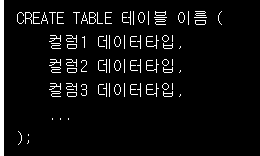 CREATE TABLE 테이블 이름 (
컬럼1 데이터타입,
컬럼2 데이터타입,
컬럼3 데이터타입,
...
);